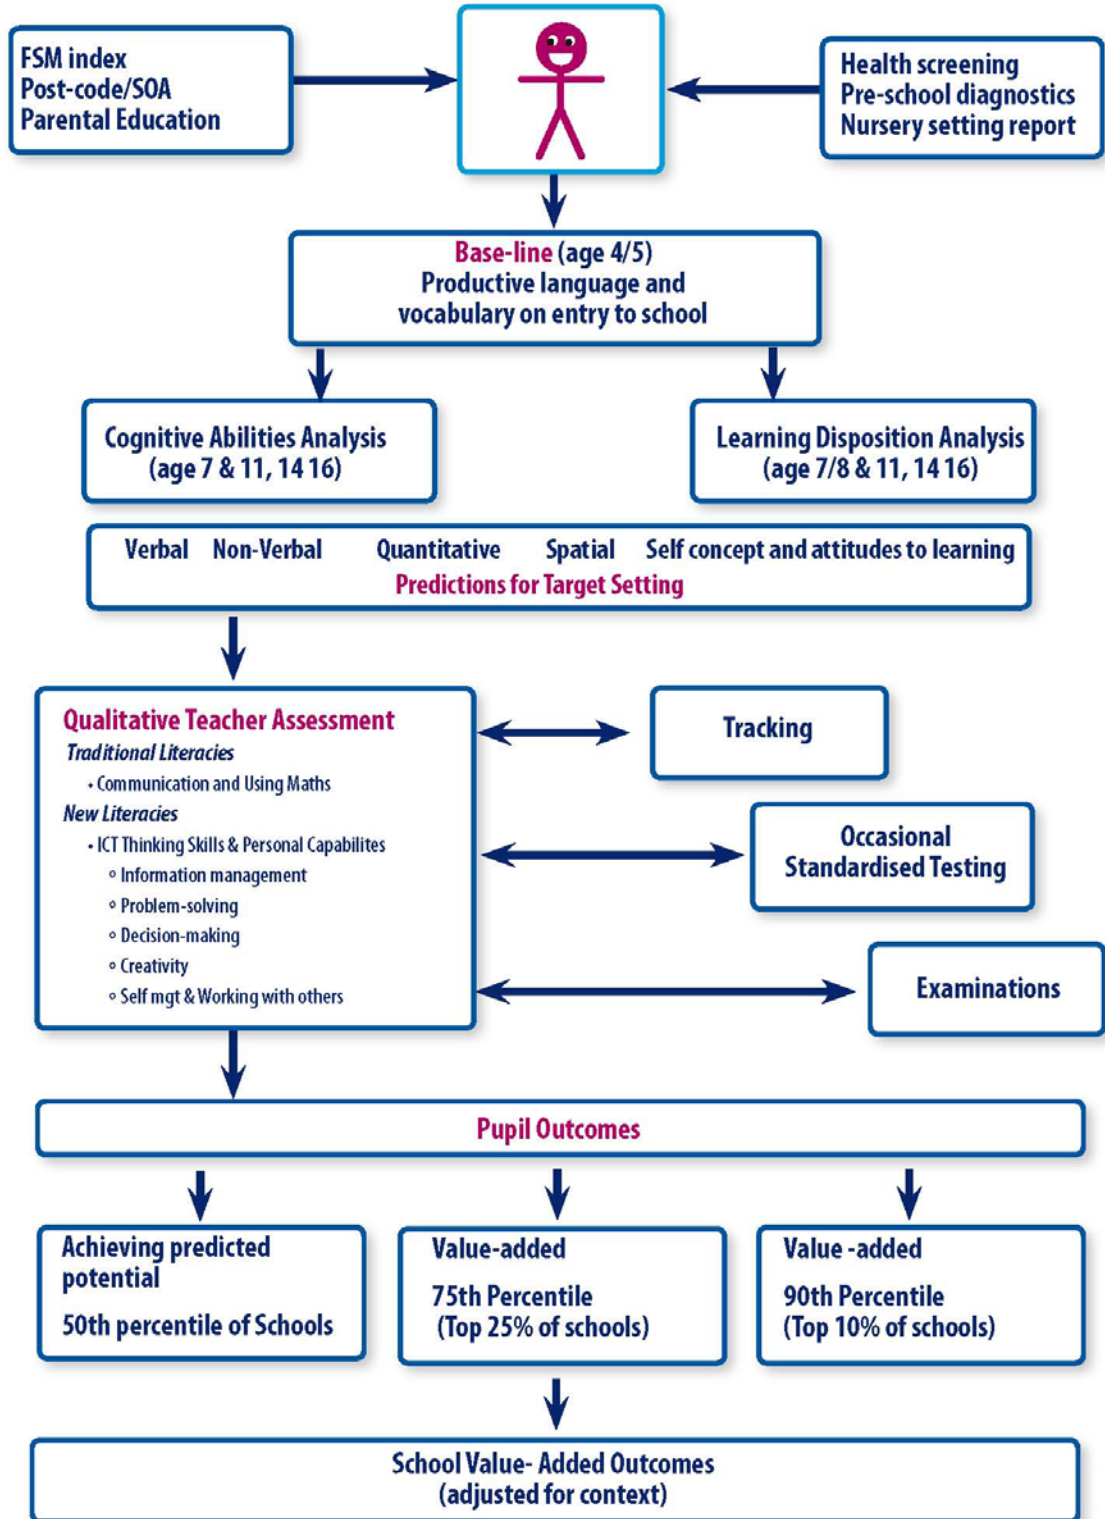 FSM index
Post-code/SOA
Parental Education
Health screening
Pre-school diagnostics
Nursery setting report
Base-line (age 4/5)
Productive language and
vocabulary on entry to school
Cognitive Abilities Analysis
(age 7 & 11, 14 16)
Learning Disposition Analysis
(age 7/8 & 11, 14 16)
Verbal Non-Verbal Quantitative Spatial Self concept and attitudes to learning
Predictions for Target Setting
Qualitative Teacher Assessment
Traditional Literacies
• Communication and Using Maths
New Literacies
• ICT Thinking Skills & Personal Capabilites
° Information management
° Problem-solving
° Decision-making
° Creativity
° Self mgt & Working with others
Tracking
Occasional
Standardised Testing
Examinations
Pupil Outcomes
Achieving predicted
potential
50th percentile of Schools
Value-added
75th Percentile
(Top 25% of schools)
Value -added
90th Percentile
(Top 10% of schools)
School Value- Added Outcomes
(adjusted for context)